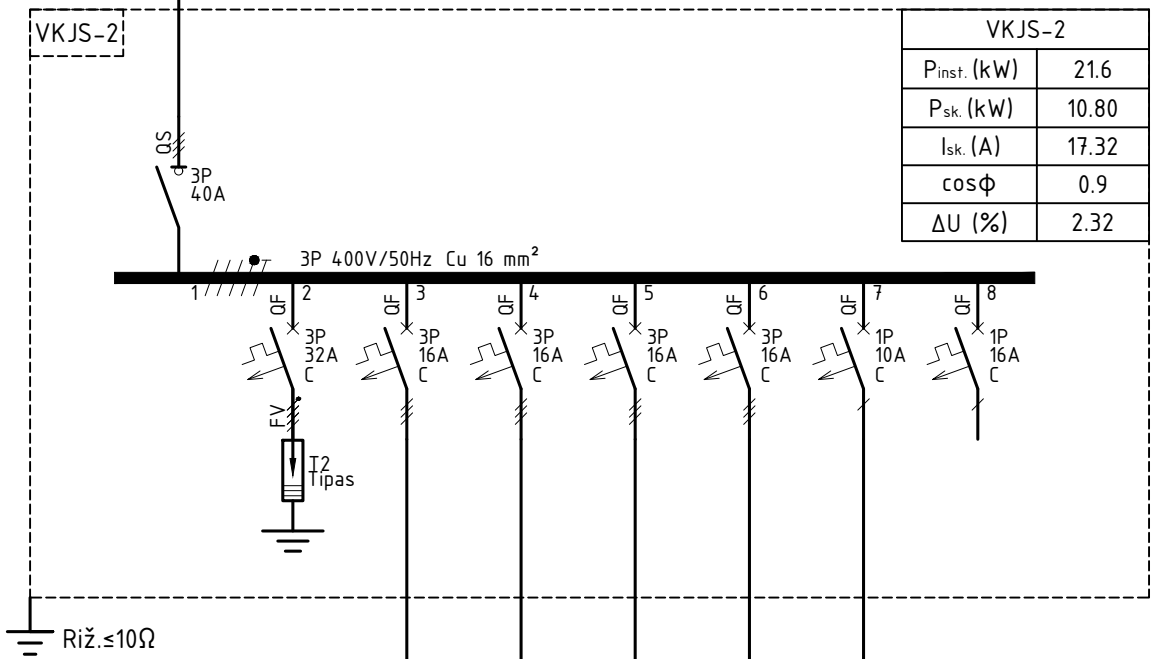 VKJS-2
VKJS-2
Pinst. (kW) 21.6
Psk. (kW) 10.80
Isk. (A) 17.32
cosϕ 0.9
ΔU (%) 2.32
QS
3P
40A
3P 400V/50Hz Cu 16 mm²
1
2
3
4
5
6
7
8
QF
3P
32A
C
QF
3P
16A
C
QF
3P
16A
C
QF
3P
16A
C
QF
3P
16A
C
QF
1P
10A
C
QF
1P
16A
C
FV
T2
Tipas
Riž.≤10Ω